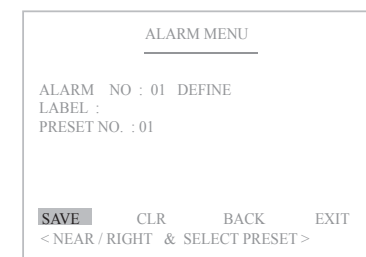 ALARM MENU
ALARM NO : 01 DEFINE
LABEL :
PRESET NO. : 01
SAVE CLR BACK EXIT
< NEAR / RIGHT & SELECT PRESET >